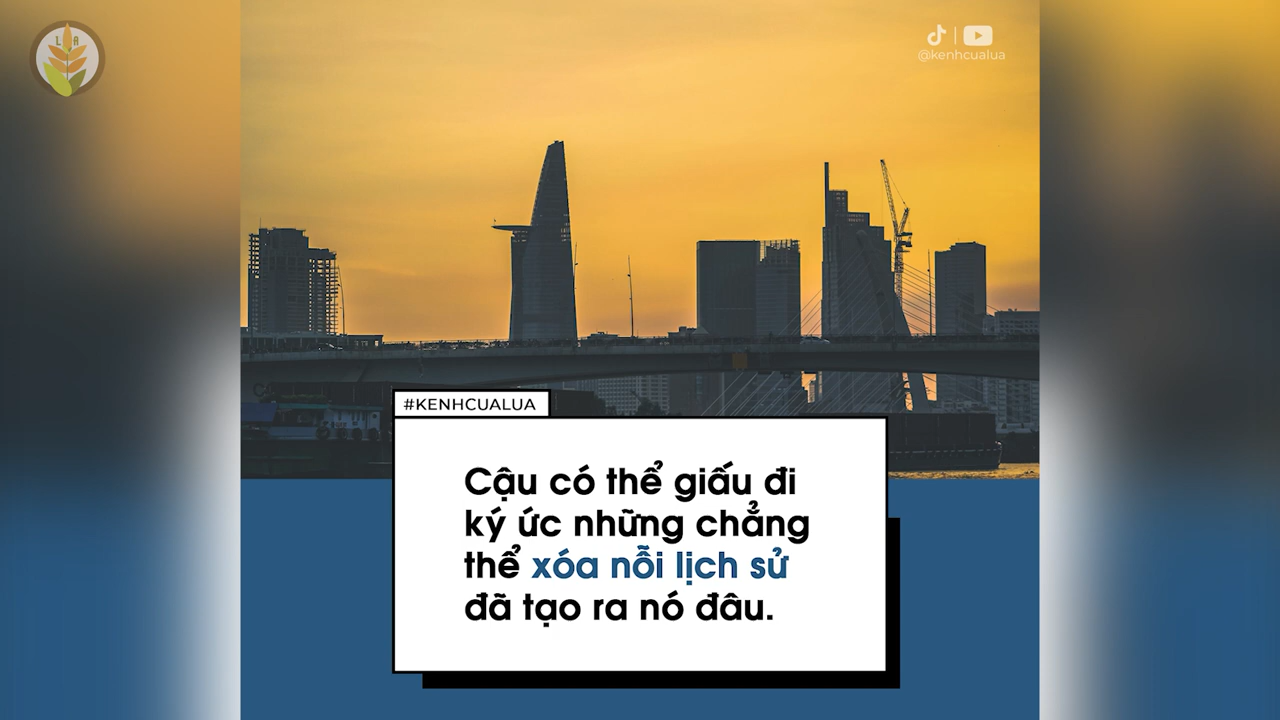 L A
@kenhcualua
#KENHCUALUA
Cậu có thể giấu đi
ký ức những chẳng
thể xóa nỗi lịch sử
đã tạo ra nó đâu.